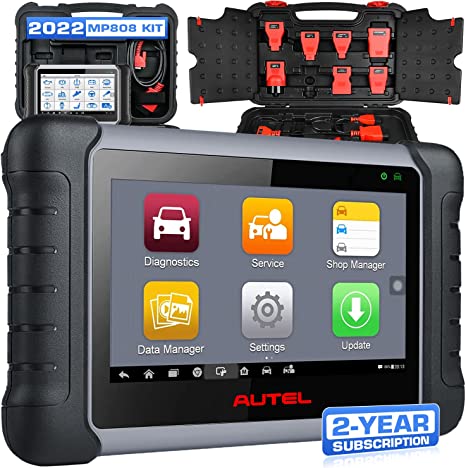 2022 MP808 KIT
Diagnostics
Service
Shop Manager
Data Manager
Settings
Update
AUTEL
2-YEAR
SUBSCRIPTION